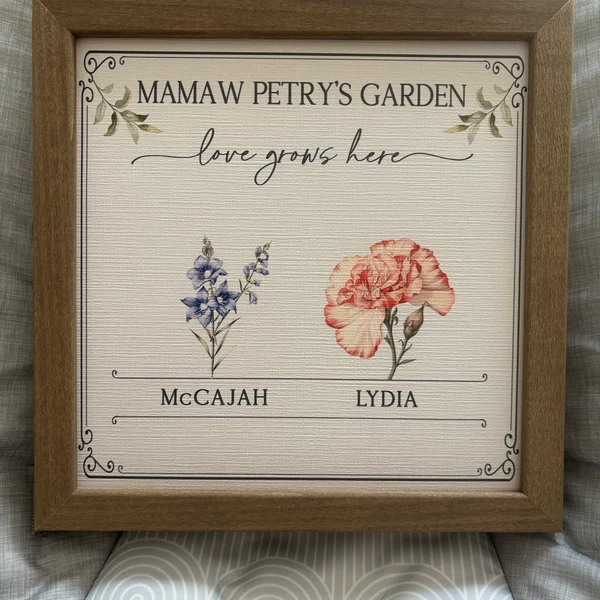 MAMAW PETRY'S GARDEN
love grows here
McCAJAH LYDIA